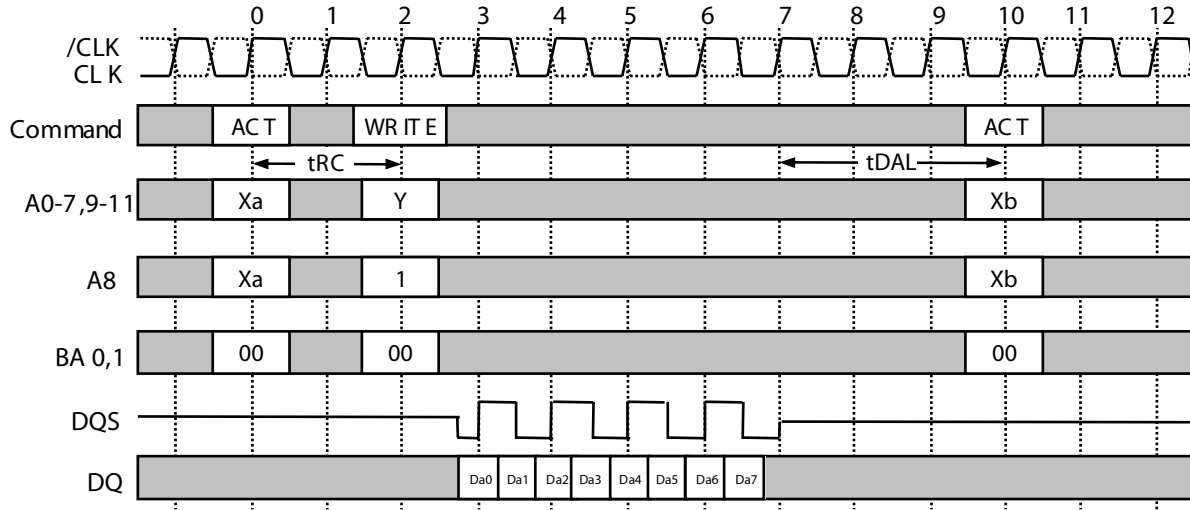 0 1 2 3 4 5 6 7 8 9 10 11 12
/CLK
CL K
Command AC T WR IT E AC T
tRC tDAL
A0-7,9-11 Xa Y Xb
A8 Xa 1 Xb
BA 0,1 00 00 00
DQS
DQ Da0 Da1 Da2 Da3 Da4 Da5 Da6 Da7